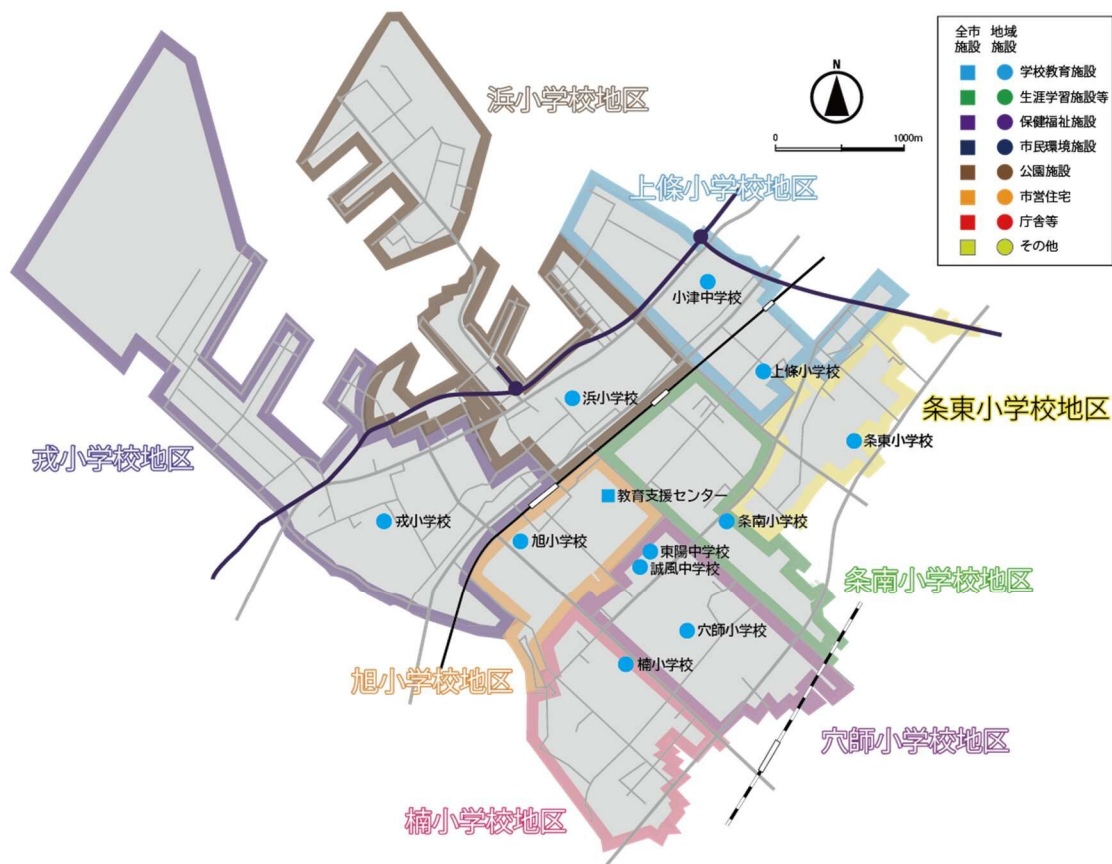 全市施設
地域施設
学校教育施設
生涯学習施設等
保健福祉施設
市民環境施設
公園施設
市営住宅
庁舎等
その他
N
0
1000m
浜小学校地区
上條小学校地区
小津中学校
上條小学校
浜小学校
条東小学校地区
条東小学校
戎小学校地区
教育支援センター
戎小学校
条南小学校
旭小学校
東陽中学校
誠風中学校
条南小学校地区
穴師小学校
楠小学校
旭小学校地区
穴師小学校地区
楠小学校地区